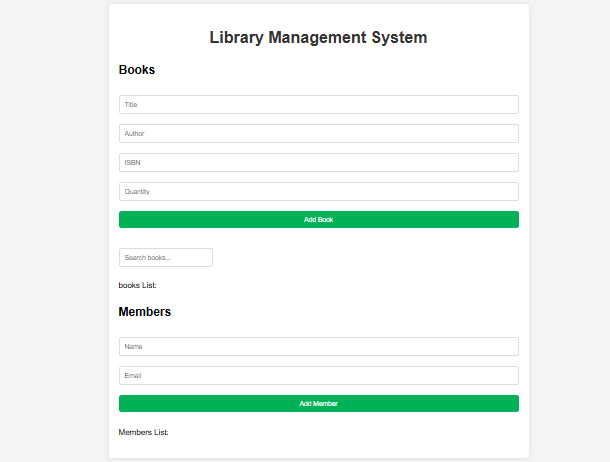 Library Management System
Books
Title
Author
ISBN
Quantity
Add Book
Search books...
books List:
Members
Name
Email
Add Member
Members List: